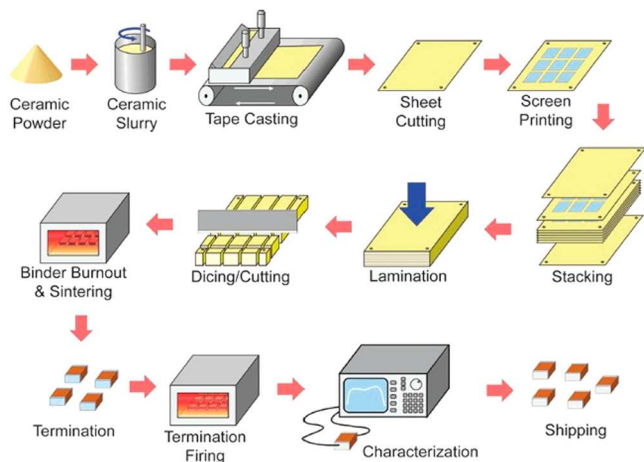 Ceramic
Powder
Ceramic
Slurry
Tape Casting
Sheet
Cutting
Screen
Printing
Binder Burnout
& Sintering
Dicing/Cutting
Lamination
Stacking
Termination
Termination
Firing
Characterization
Shipping